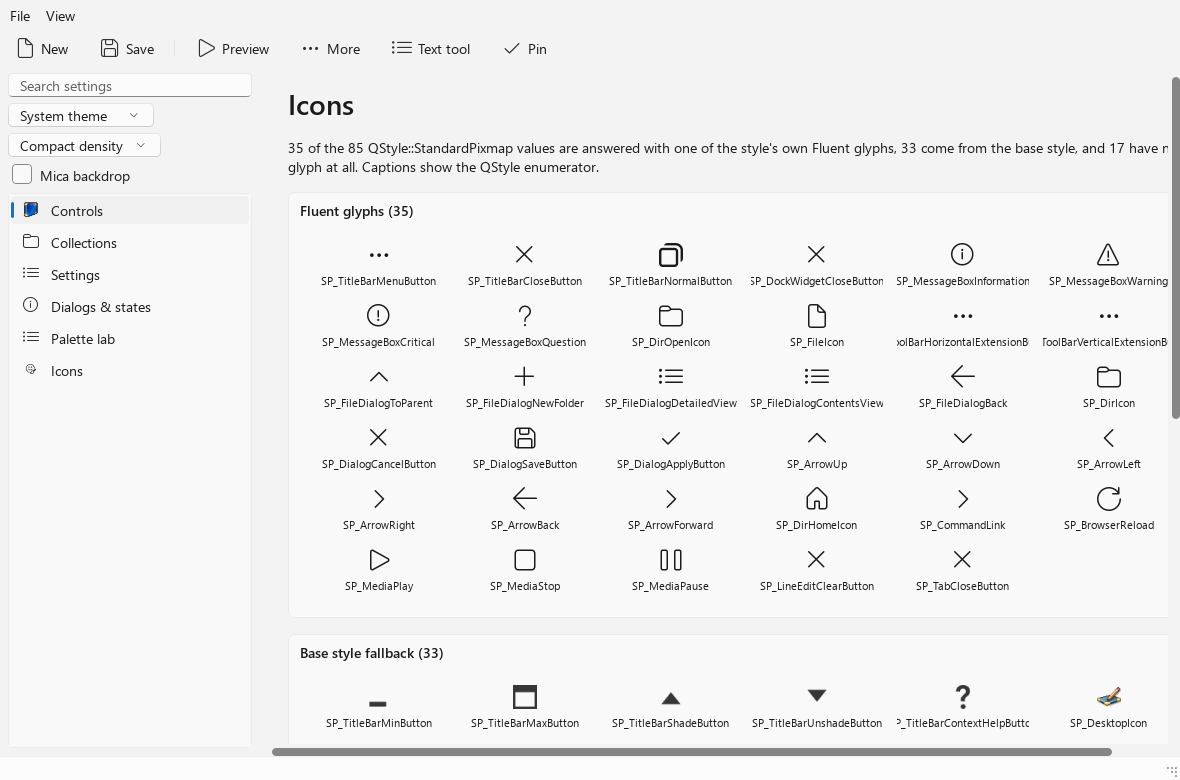 File View
New Save Preview More Text tool Pin
Search settings
System theme
Compact density
Mica backdrop
Controls
Collections
Settings
Dialogs & states
Palette lab
Icons
Icons
35 of the 85 QStyle::StandardPixmap values are answered with one of the style's own Fluent glyphs, 33 come from the base style, and 17 have
glyph at all. Captions show the QStyle enumerator.
Fluent glyphs (35)
SP_TitleBarMenuButton SP_TitleBarCloseButton SP_TitleBarNormalButton SP_DockWidgetCloseButton SP_MessageBoxInformation SP_MessageBoxWarning
SP_MessageBoxCritical SP_MessageBoxQuestion SP_DirOpenIcon SP_FileIcon oolBarHorizontalExtensionB ToolBarVerticalExtensionB
SP_FileDialogToParent SP_FileDialogNewFolder SP_FileDialogDetailedView SP_FileDialogContentsView SP_FileDialogBack SP_DirIcon
SP_DialogCancelButton SP_DialogSaveButton SP_DialogApplyButton SP_ArrowUp SP_ArrowDown SP_ArrowLeft
SP_ArrowRight SP_ArrowBack SP_ArrowForward SP_DirHomeIcon SP_CommandLink SP_BrowserReload
SP_MediaPlay SP_MediaStop SP_MediaPause SP_LineEditClearButton SP_TabCloseButton
Base style fallback (33)
SP_TitleBarMinButton SP_TitleBarMaxButton SP_TitleBarShadeButton SP_TitleBarUnshadeButton P_TitleBarContextHelpButto SP_DesktopIcon